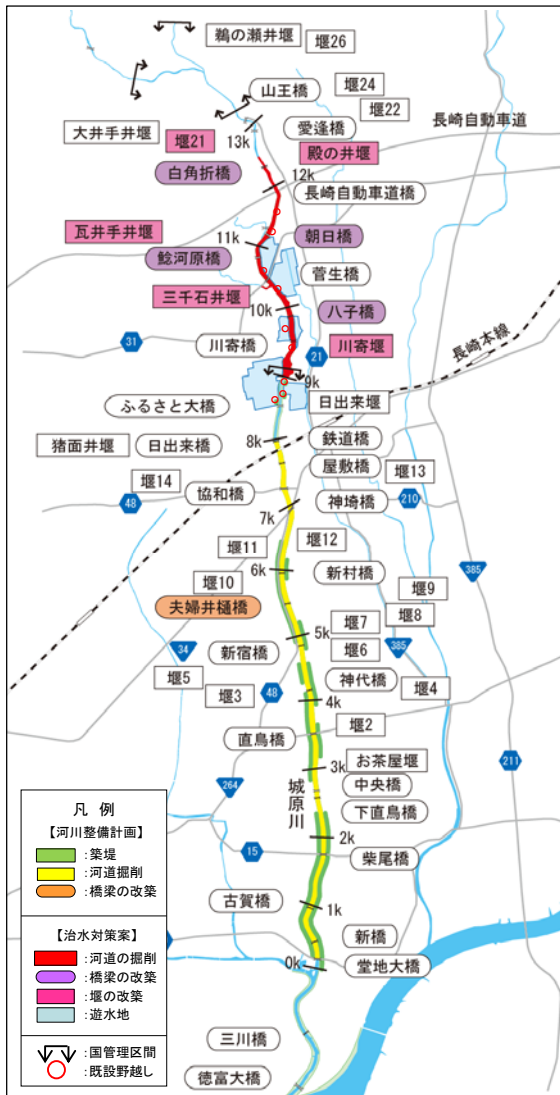 鵜の瀬井堰
堰26
山王橋
堰24
堰22
大井手井堰
堰21
13k
愛逢橋
長崎自動車道
殿の井堰
白角折橋
12k
長崎自動車道橋
瓦井手井堰
11k
朝日橋
鯰河原橋
菅生橋
三千石井堰
10k
八子橋
31
川寄橋
21
川寄堰
長崎本線
9k
日出来堰
ふるさと大橋
8k
鉄道橋
猪面井堰
日出来橋
屋敷橋
堰13
堰14
48
協和橋
神埼橋
210
7k
堰11
堰12
6k
新村橋
385
堰10
堰9
夫婦井樋橋
堰7
堰8
5k
34
新宿橋
堰6
385
堰5
神代橋
堰3
48
堰4
4k
堰2
直鳥橋
3k
お茶屋堰
211
城原川
中央橋
264
下直鳥橋
2k
15
柴尾橋
古賀橋
1k
新橋
0k
堂地大橋
三川橋
徳富大橋
凡 例
【河川整備計画】
:築堤
:河道掘削
:橋梁の改築
【治水対策案】
:河道の掘削
:橋梁の改築
:堰の改築
:遊水地
:国管理区間
:既設野越し